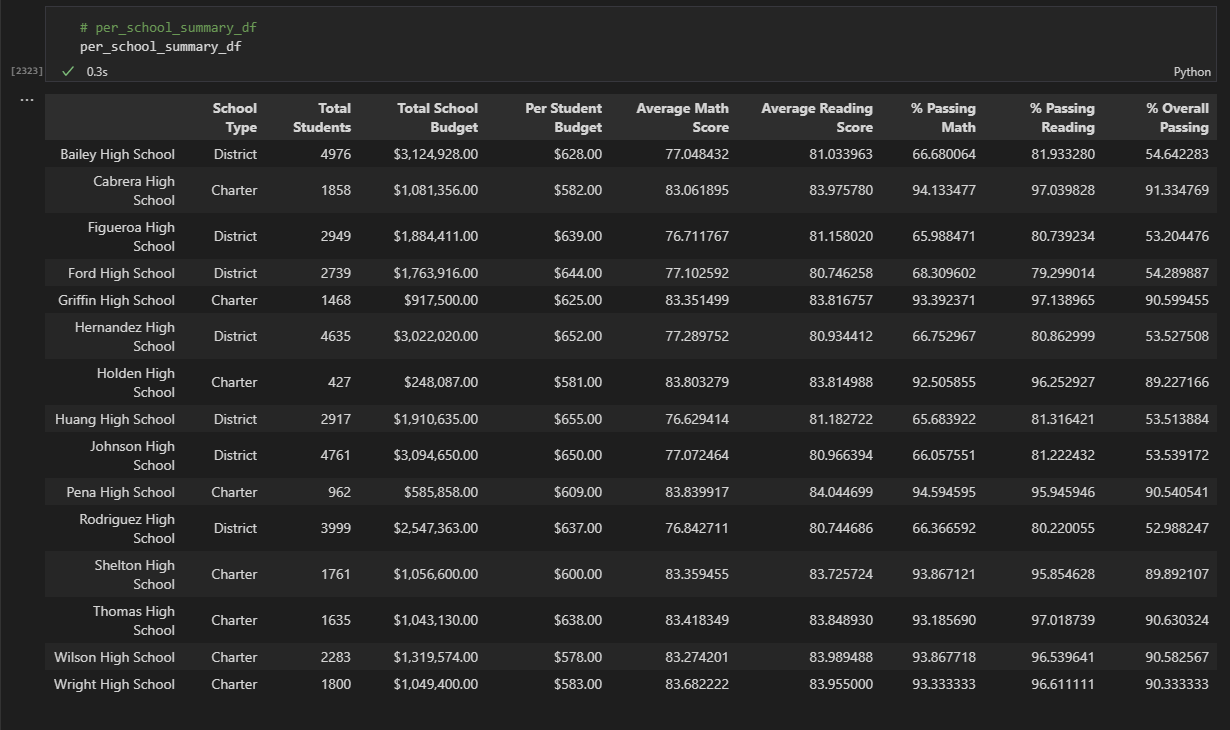 # per_school_summary_df
per_school_summary_df
[2323] ✓ 0.3s Python
...
School Type Total Students Total School Budget Per Student Budget Average Math Score Average Reading Score % Passing Math % Passing Reading % Overall Passing
Bailey High School District 4976 $3,124,928.00 $628.00 77.048432 81.033963 66.680064 81.933280 54.642283
Cabrera High School Charter 1858 $1,081,356.00 $582.00 83.061895 83.975780 94.133477 97.039828 91.334769
Figueroa High School District 2949 $1,884,411.00 $639.00 76.711767 81.158020 65.988471 80.739234 53.204476
Ford High School District 2739 $1,763,916.00 $644.00 77.102592 80.746258 68.309602 79.299014 54.289887
Griffin High School Charter 1468 $917,500.00 $625.00 83.351499 83.816757 93.392371 97.138965 90.599455
Hernandez High School District 4635 $3,022,020.00 $652.00 77.289752 80.934412 66.752967 80.862999 53.527508
Holden High School Charter 427 $248,087.00 $581.00 83.803279 83.814988 92.505855 96.252927 89.227166
Huang High School District 2917 $1,910,635.00 $655.00 76.629414 81.182722 65.683922 81.316421 53.513884
Johnson High School District 4761 $3,094,650.00 $650.00 77.072464 80.966394 66.057551 81.222432 53.539172
Pena High School Charter 962 $585,858.00 $609.00 83.839917 84.044699 94.594595 95.945946 90.540541
Rodriguez High School District 3999 $2,547,363.00 $637.00 76.842711 80.744686 66.366592 80.220055 52.988247
Shelton High School Charter 1761 $1,056,600.00 $600.00 83.359455 83.725724 93.867121 95.854628 89.892107
Thomas High School Charter 1635 $1,043,130.00 $638.00 83.418349 83.848930 93.185690 97.018739 90.630324
Wilson High School Charter 2283 $1,319,574.00 $578.00 83.274201 83.989488 93.867718 96.539641 90.582567
Wright High School Charter 1800 $1,049,400.00 $583.00 83.682222 83.955000 93.333333 96.611111 90.333333